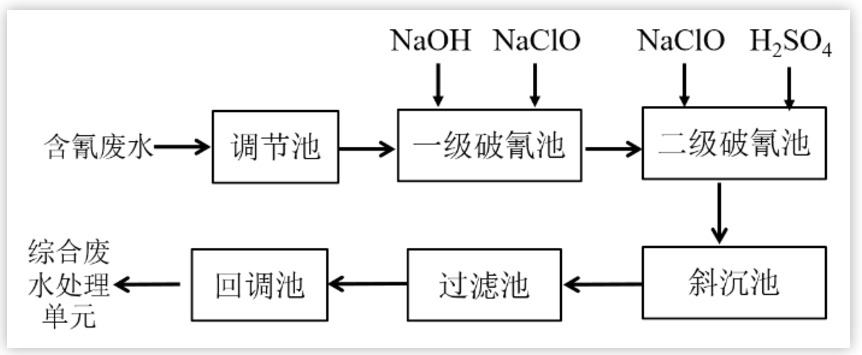 NaOH NaClO NaClO H₂SO₄
含氰废水 调节池 一级破氰池 二级破氰池
综合废
水处理
单元
回调池 过滤池 斜沉池